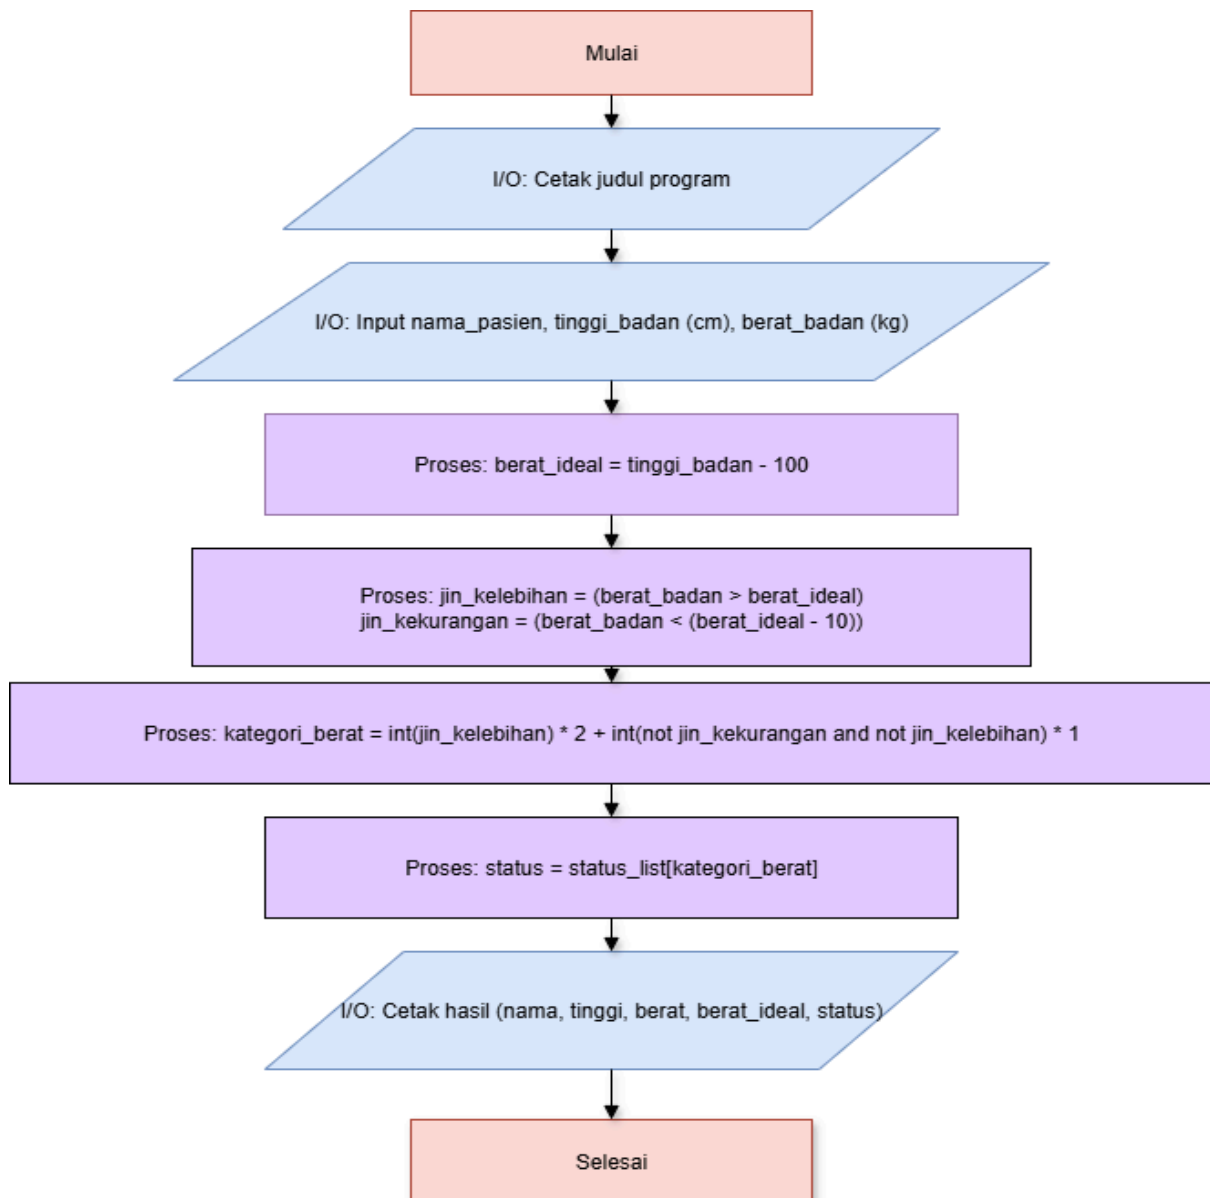 Mulai
I/O: Cetak judul program
I/O: Input nama_pasien, tinggi_badan (cm), berat_badan (kg)
Proses: berat_ideal = tinggi_badan - 100
Proses: jin_kelebihan = (berat_badan > berat_ideal)
jin_kekurangan = (berat_badan < (berat_ideal - 10))
Proses: kategori_berat = int(jin_kelebihan) * 2 + int(not jin_kekurangan and not jin_kelebihan) * 1
Proses: status = status_list[kategori_berat]
I/O: Cetak hasil (nama, tinggi, berat, berat_ideal, status)
Selesai